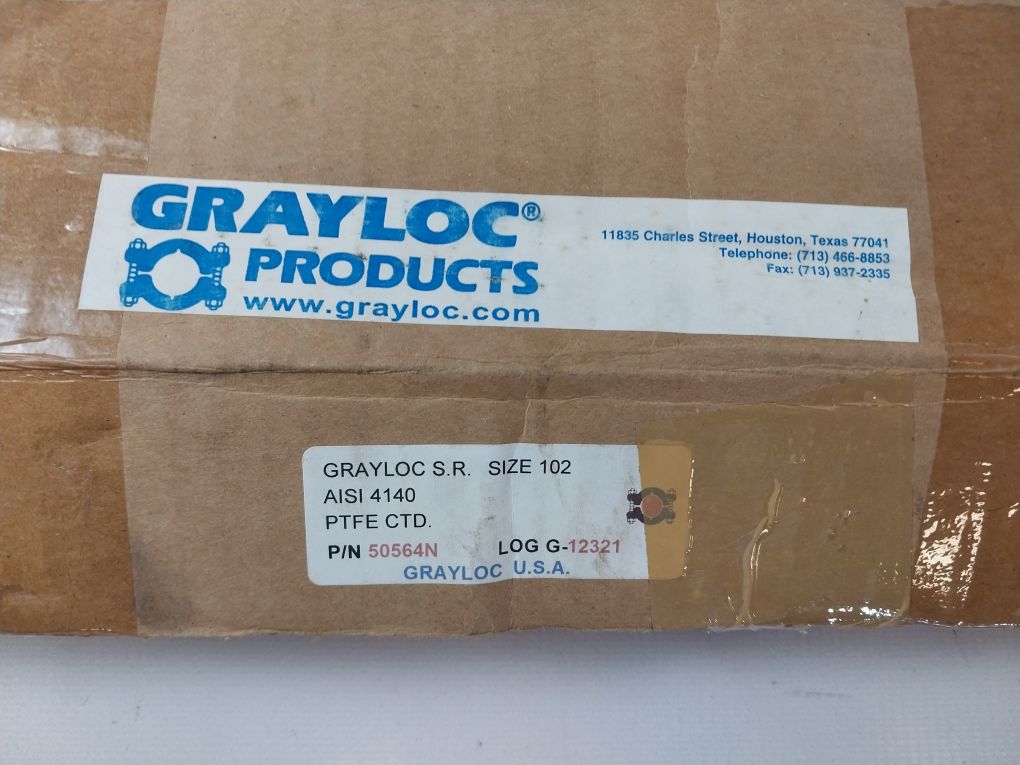 GRAYLOC®
PRODUCTS
www.grayloc.com
11835 Charles Street, Houston, Texas 77041
Telephone: (713) 466-8853
Fax: (713) 937-2335
GRAYLOC S.R. SIZE 102
AISI 4140
PTFE CTD.
P/N 50564N LOG G-12321
GRAYLOC U.S.A.